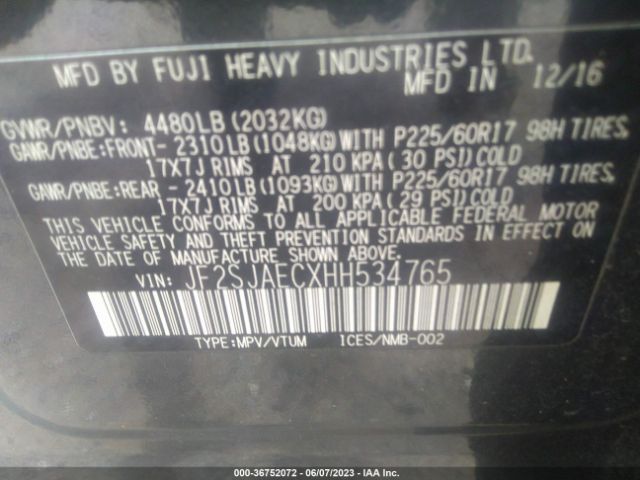 MFD BY FUJI HEAVY INDUSTRIES LTD.
MFD IN 12/16
GVWR/PNBV: 4480LB(2032KG)
GAWR/PNBE:FRONT- 2310LB(1048KG)WITH P225/60R17 98H TIRES,
17X7J RIMS AT 210 KPA(30 PSI)COLD
GAWR/PNBE:REAR - 2410LB(1093KG)WITH P225/60R17 98H TIRES,
17X7J RIMS AT 200 KPA(29 PSI)COLD
THIS VEHICLE CONFORMS TO ALL APPLICABLE FEDERAL MOTOR
VEHICLE SAFETY AND THEFT PREVENTION STANDARDS IN EFFECT ON
THE DATE OF MANUFACTURE SHOWN ABOVE.
VIN: JF2SJAECXHH534765
TYPE:MPV/VTUM ICES/NMB-002
000-36752072 - 06/07/2023 - IAA Inc.